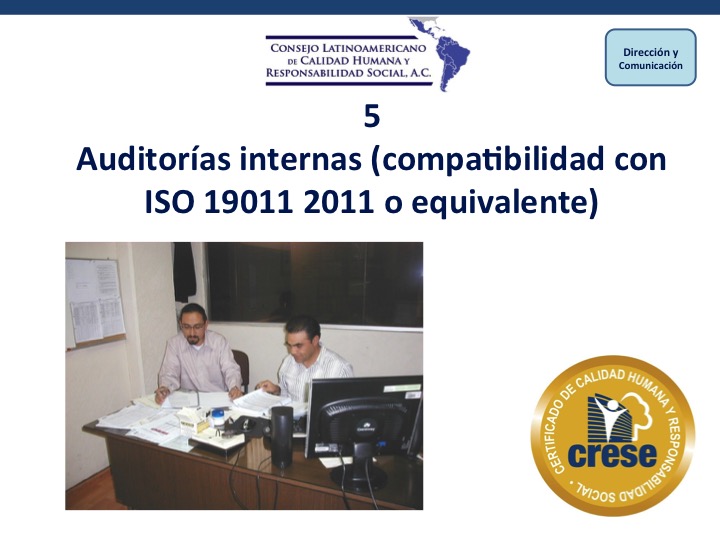 CONSEJO LATINOAMERICANO
DE CALIDAD HUMANA Y
RESPONSABILIDAD SOCIAL, A.C.
Dirección y
Comunicación
5
Auditorías internas (compatibilidad con
ISO 19011 2011 o equivalente)
CERTIFICADO DE CALIDAD HUMANA Y RESPONSABILIDAD SOCIAL •
crese